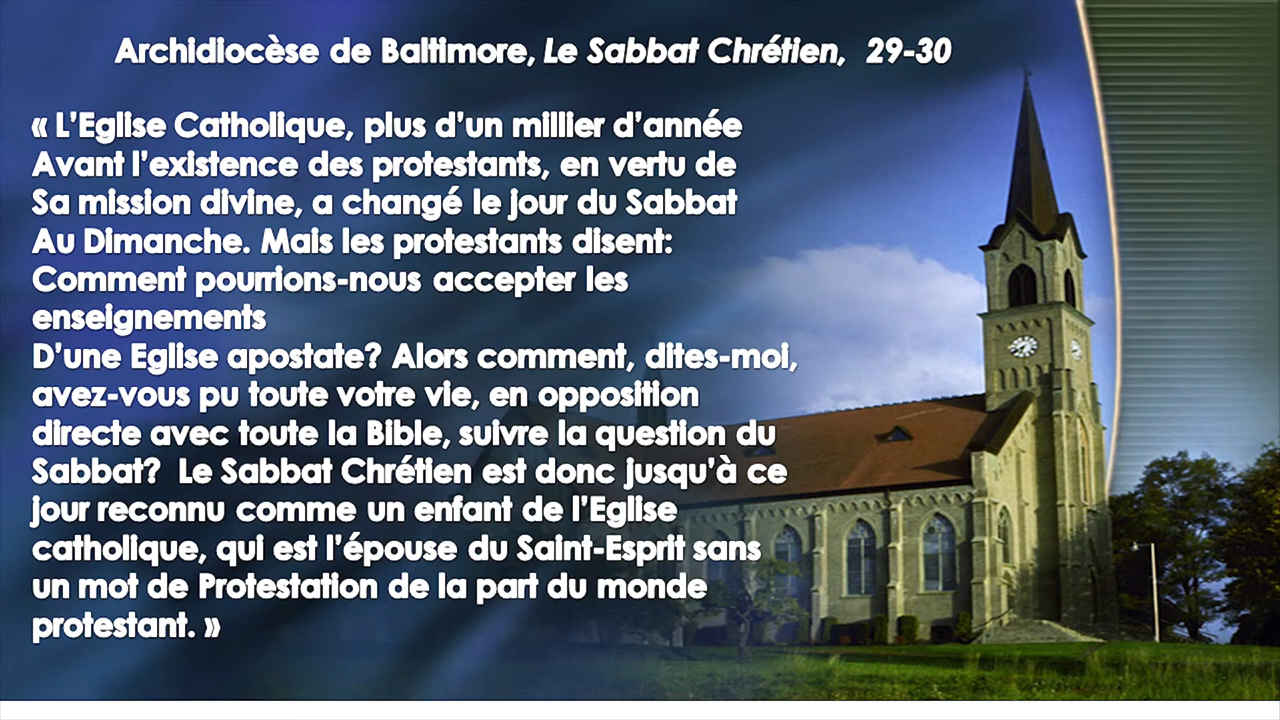 Archidiocèse de Baltimore, Le Sabbat Chrétien, 29-30
« L’Eglise Catholique, plus d’un millier d’année
Avant l’existence des protestants, en vertu de
Sa mission divine, a changé le jour du Sabbat
Au Dimanche. Mais les protestants disent:
Comment pourrions-nous accepter les
enseignements
D’une Eglise apostate? Alors comment, dites-moi,
avez-vous pu toute votre vie, en opposition
directe avec toute la Bible, suivre la question du
Sabbat? Le Sabbat Chrétien est donc jusqu’à ce
jour reconnu comme un enfant de l’Eglise
catholique, qui est l’épouse du Saint-Esprit sans
un mot de Protestation de la part du monde
protestant. »